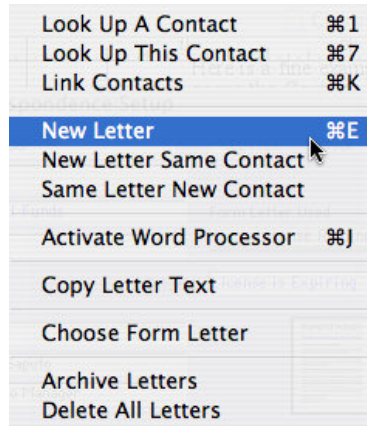 Look Up A Contact ⌘1
Look Up This Contact ⌘7
Link Contacts ⌘K
New Letter ⌘E
New Letter Same Contact
Same Letter New Contact
Activate Word Processor ⌘J
Copy Letter Text
Choose Form Letter
Archive Letters
Delete All Letters